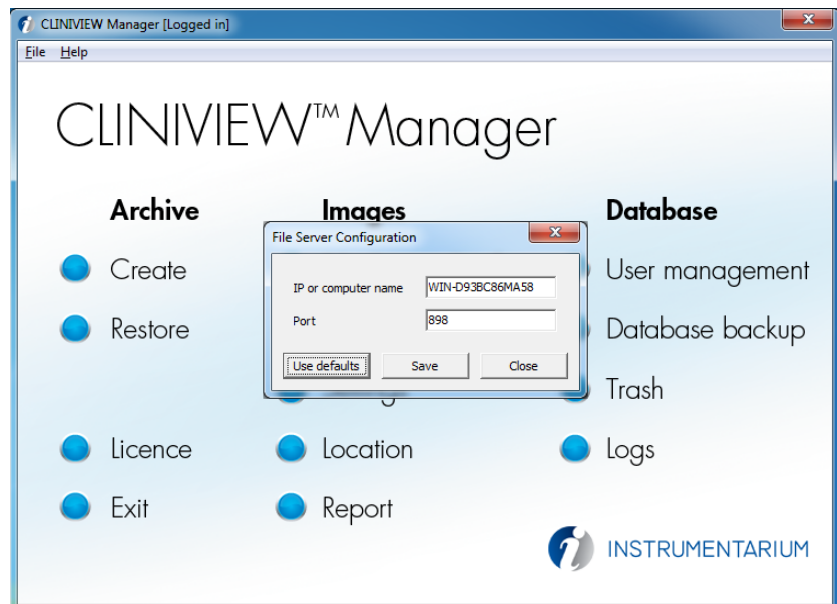 CLINIVIEW Manager [Logged in]
File Help
CLINIVIEW™ Manager
Archive
Images
Database
File Server Configuration
IP or computer name WIN-D93BC86MA58
Port 898
Use defaults Save Close
Create
User management
Restore
Database backup
Trash
Licence
Location
Logs
Exit
Report
INSTRUMENTARIUM